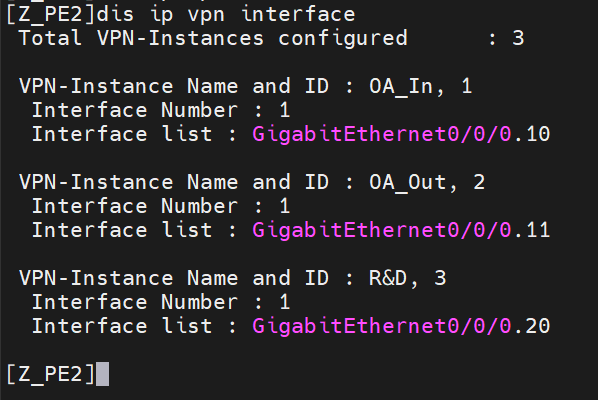 [Z_PE2]dis ip vpn interface
Total VPN-Instances configured : 3
VPN-Instance Name and ID : OA_In, 1
Interface Number : 1
Interface list : GigabitEthernet0/0/0.10
VPN-Instance Name and ID : OA_Out, 2
Interface Number : 1
Interface list : GigabitEthernet0/0/0.11
VPN-Instance Name and ID : R&D, 3
Interface Number : 1
Interface list : GigabitEthernet0/0/0.20
[Z_PE2]